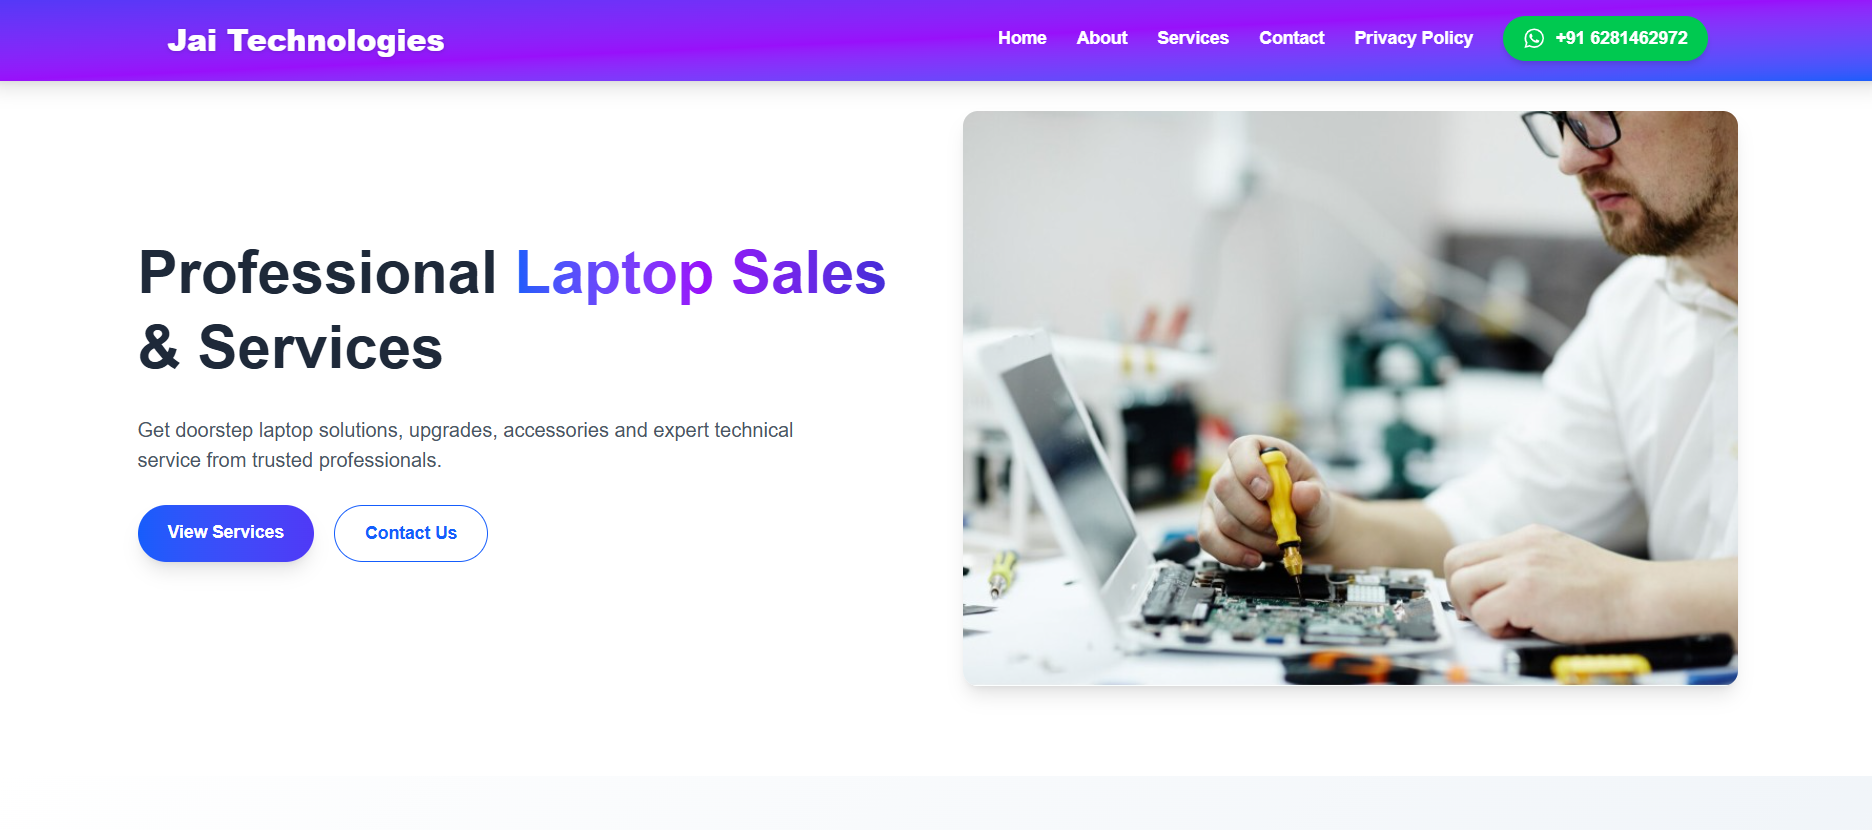 Jai Technologies
Home About Services Contact Privacy Policy +91 6281462972
Professional Laptop Sales
& Services
Get doorstep laptop solutions, upgrades, accessories and expert technical
service from trusted professionals.
View Services Contact Us